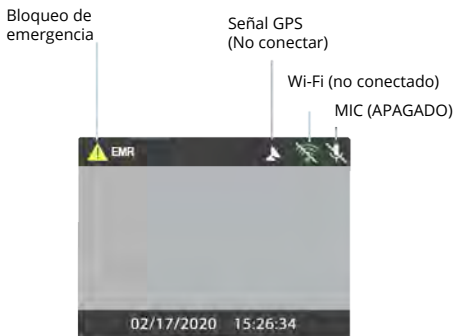 Bloqueo de
emergencia
Señal GPS
(No conectar)
Wi-Fi (no conectado)
MIC (APAGADO)
EMR
02/17/2020 15:26:34